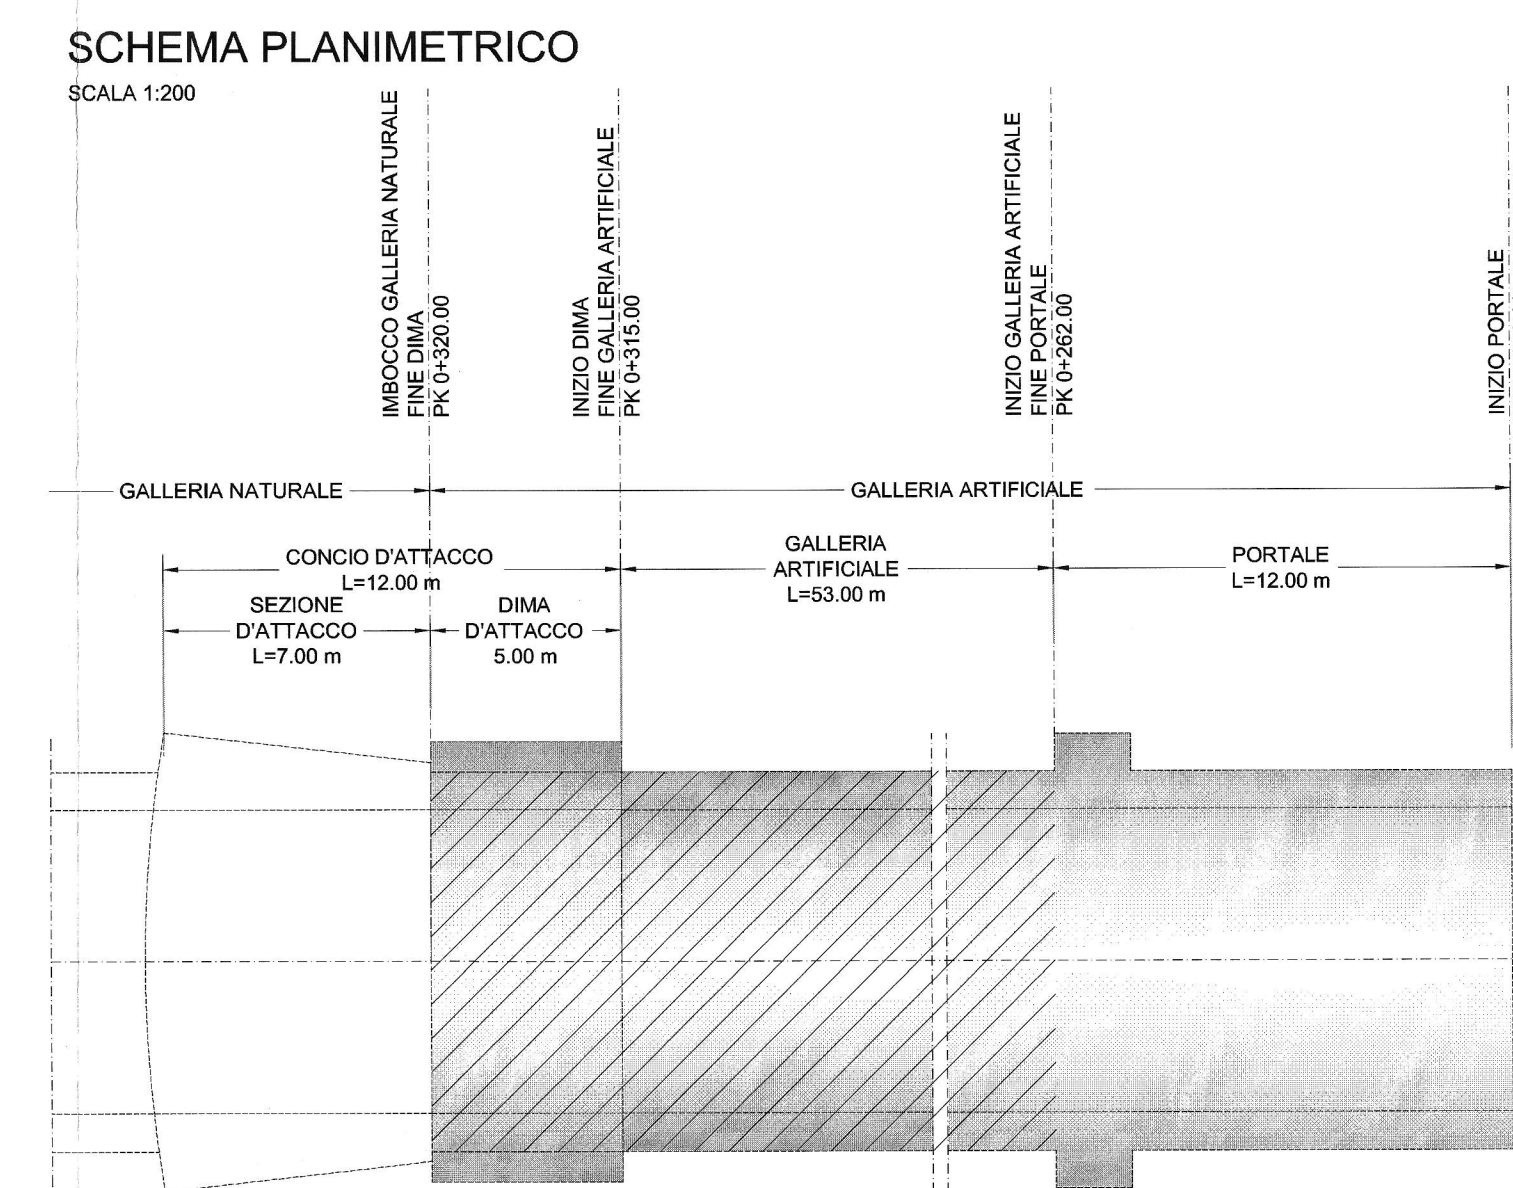 SCHEMA PLANIMETRICO
SCALA 1:200
IMBOCCO GALLERIA NATURALE
FINE DIMA
PK 0+320.00
INIZIO DIMA
FINE GALLERIA ARTIFICIALE
PK 0+315.00
INIZIO GALLERIA ARTIFICIALE
FINE PORTALE
PK 0+262.00
INIZIO PORTALE
GALLERIA NATURALE
GALLERIA ARTIFICIALE
CONCIO D'ATTACCO
L=12.00 m
GALLERIA
ARTIFICIALE
L=53.00 m
PORTALE
L=12.00 m
SEZIONE
D'ATTACCO
L=7.00 m
DIMA
D'ATTACCO
5.00 m